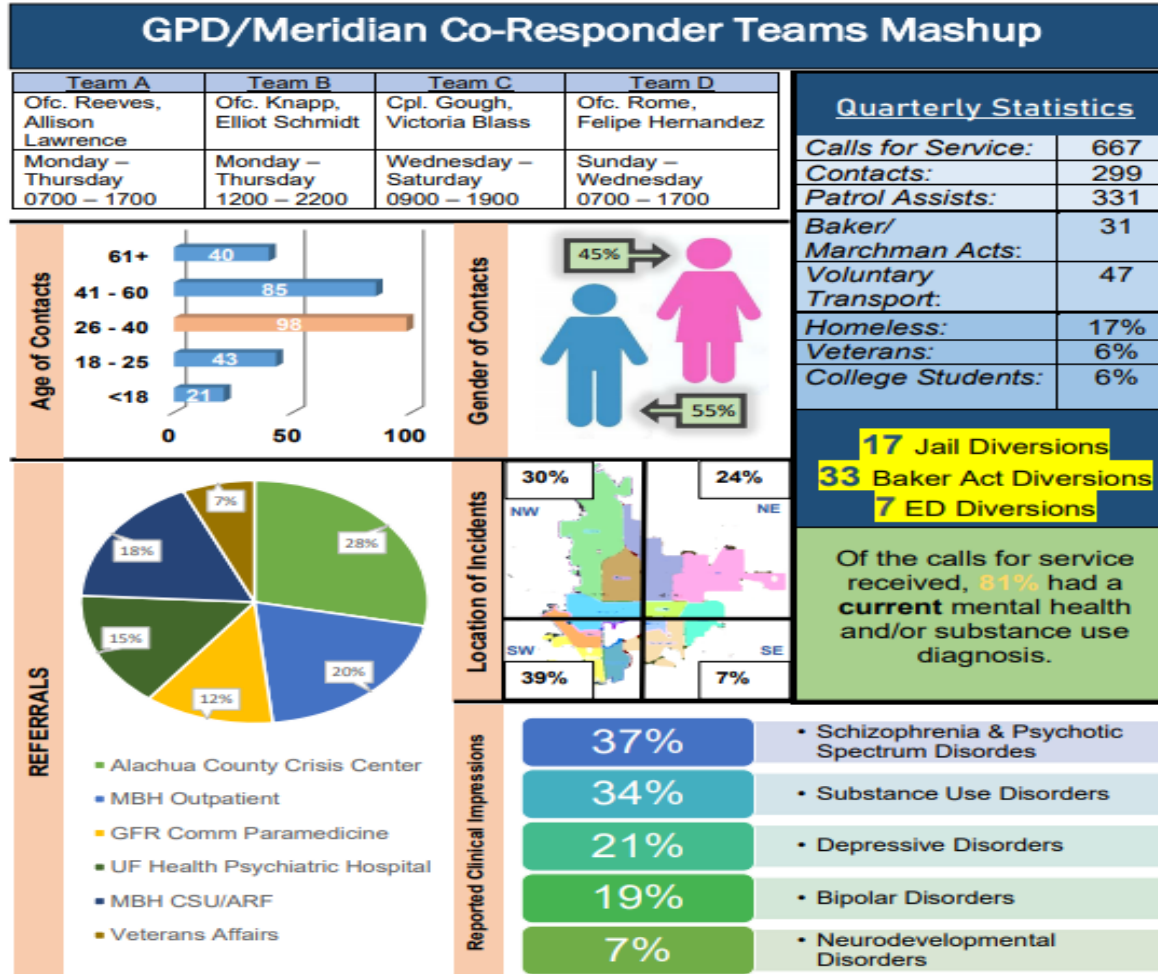 GPD/Meridian Co-Responder Teams Mashup
Team A
Ofc. Reeves,
Allison
Lawrence
Monday –
Thursday
0700 – 1700
Team B
Ofc. Knapp,
Elliot Schmidt
Monday –
Thursday
1200 – 2200
Team C
Cpl. Gough,
Victoria Blass
Wednesday –
Saturday
0900 – 1900
Team D
Ofc. Rome,
Felipe Hernandez
Sunday –
Wednesday
0700 – 1700
Quarterly Statistics
Calls for Service: 667
Contacts: 299
Patrol Assists: 331
Baker/ 31
Marchman Acts:
Voluntary 47
Transport:
Homeless: 17%
Veterans: 6%
College Students: 6%
17 Jail Diversions
33 Baker Act Diversions
7 ED Diversions
Of the calls for service
received, 81% had a
current mental health
and/or substance use
diagnosis.
Age of Contacts
61+ 40
41 - 60 85
26 - 40 98
18 - 25 43
<18 21
0 50 100
Gender of Contacts
45%
55%
REFERRALS
7%
28%
18%
15%
20%
12%
Alachua County Crisis Center
MBH Outpatient
GFR Comm Paramedicine
UF Health Psychiatric Hospital
MBH CSU/ARF
Veterans Affairs
Location of Incidents
30% 24%
NW NE
SW SE
39% 7%
Reported Clinical Impressions
37% • Schizophrenia & Psychotic
Spectrum Disordes
34% • Substance Use Disorders
21% • Depressive Disorders
19% • Bipolar Disorders
7% • Neurodevelopmental
Disorders